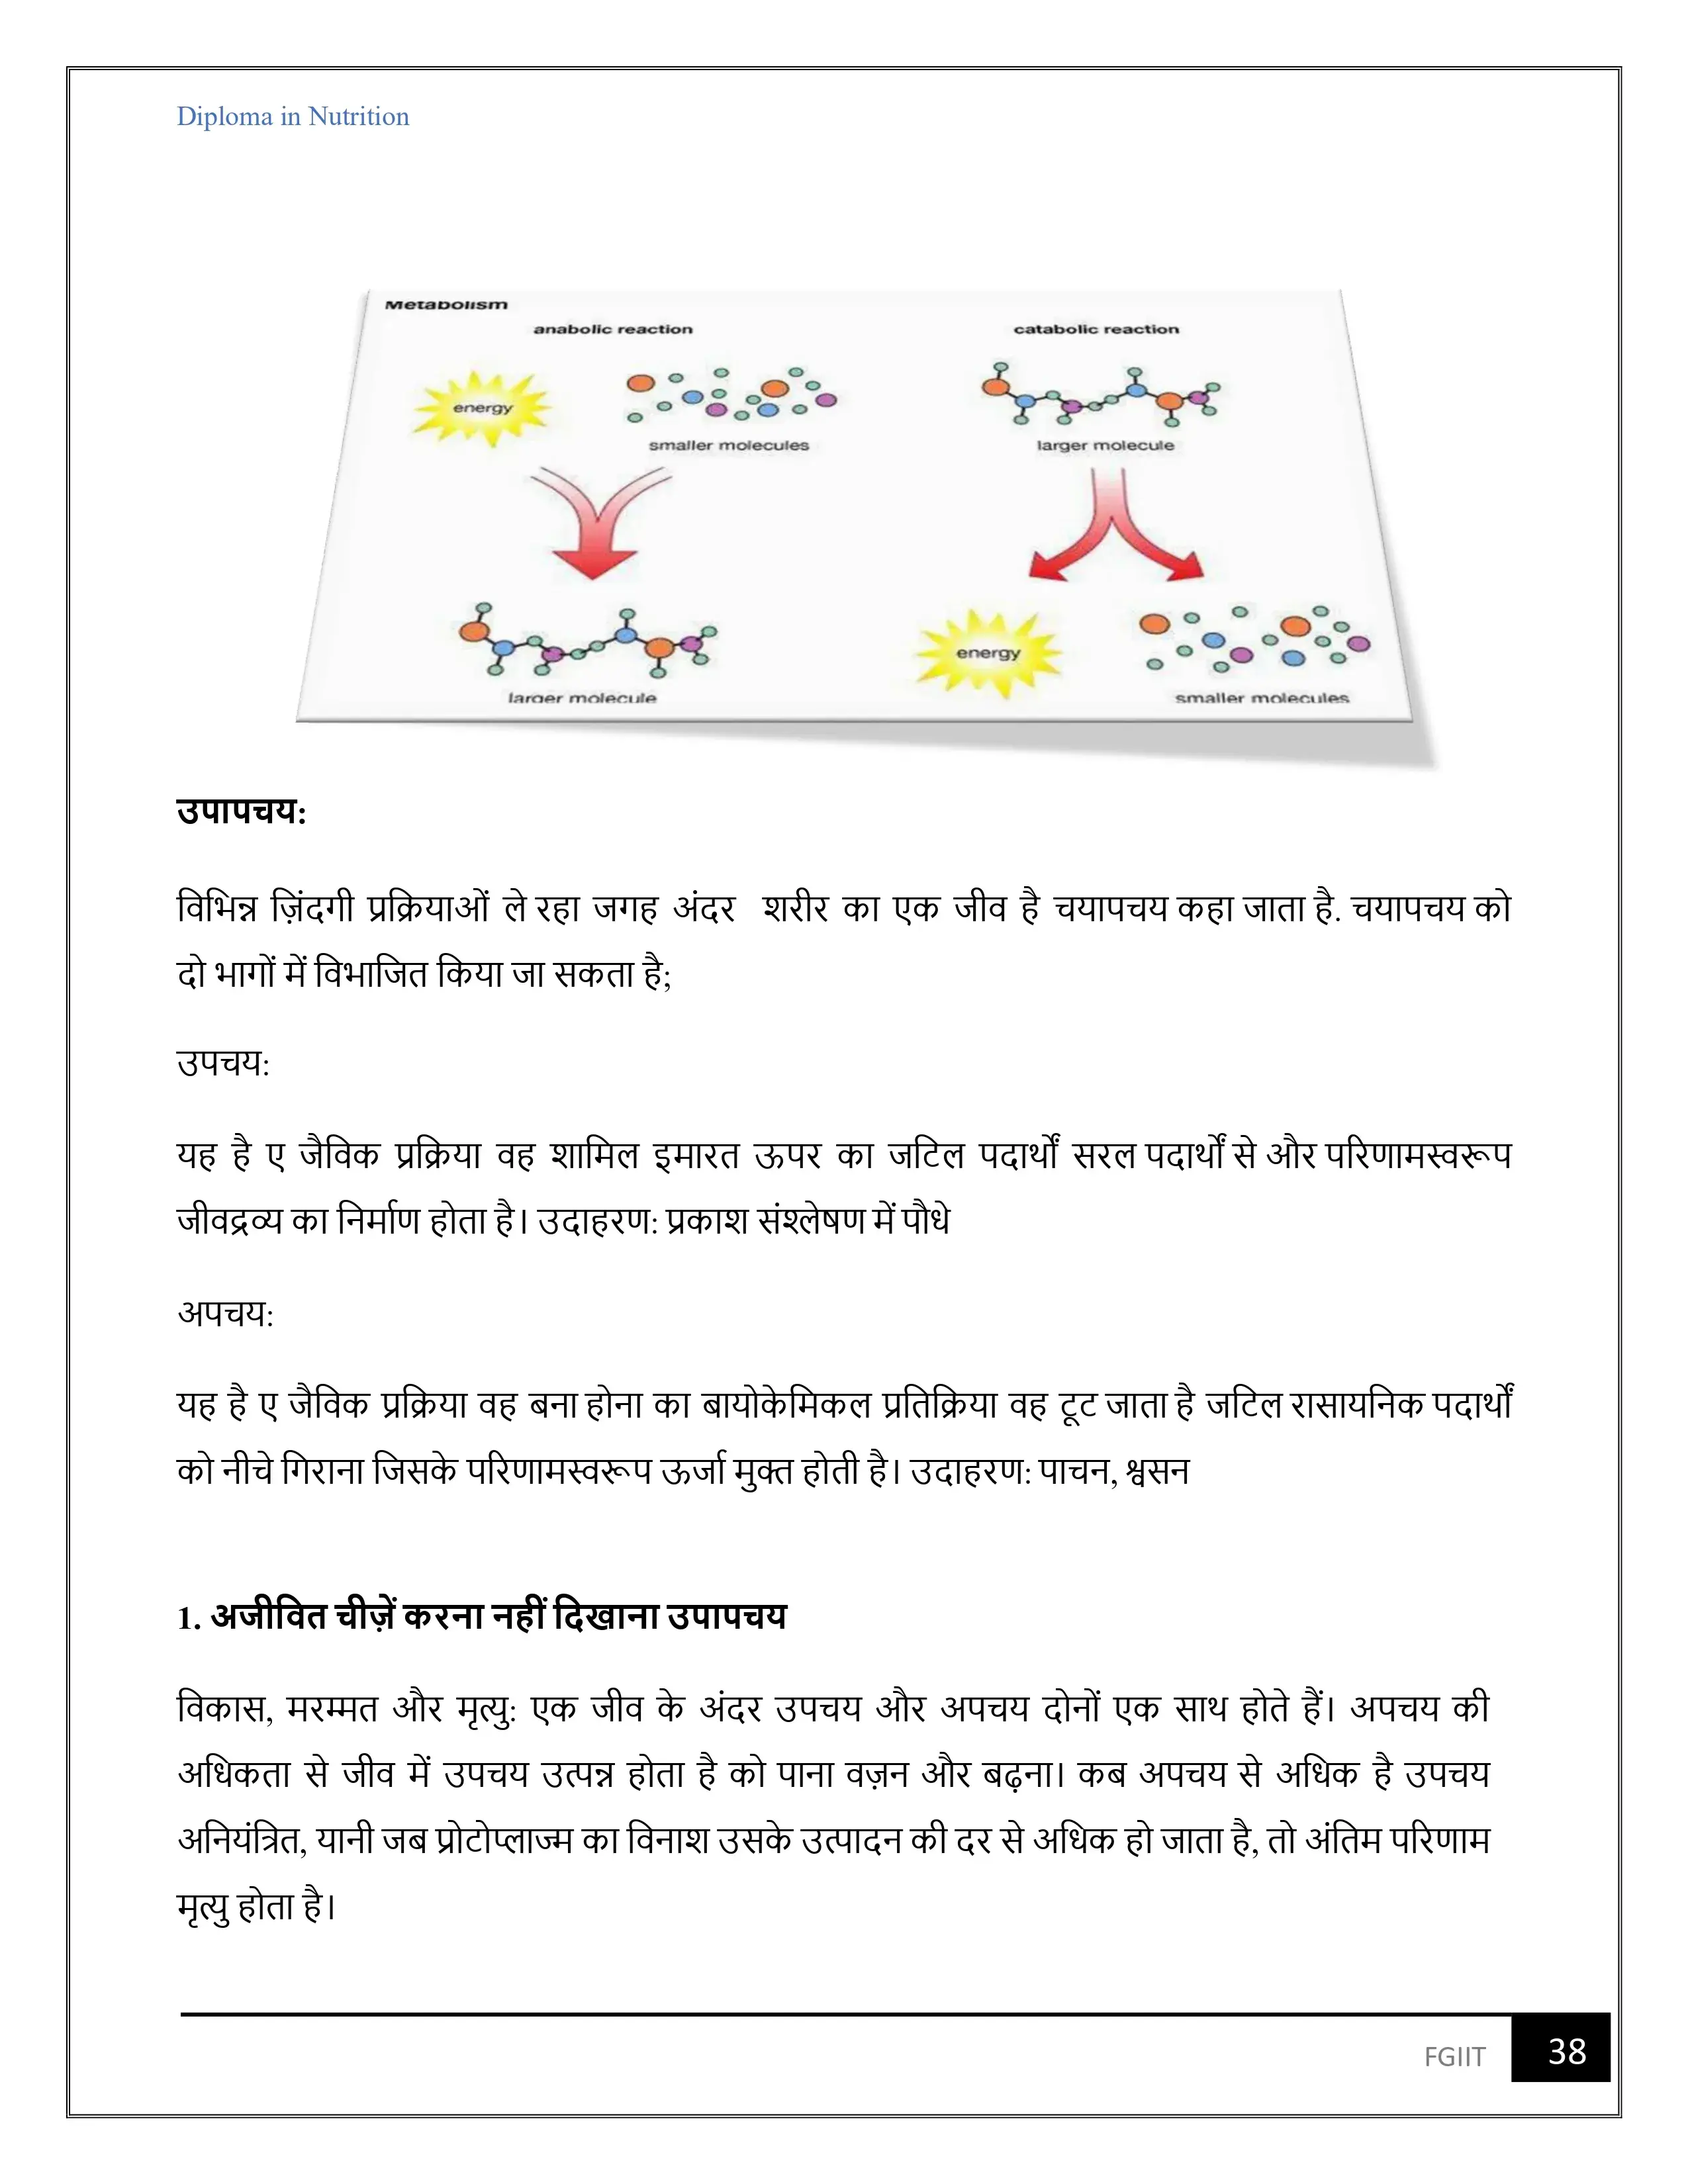 Diploma in Nutrition
Metabolism
anabolic reaction
catabolic reaction
energy
smaller molecules
larger molecule
larger molecule
energy
smaller molecules
उपापचय:
विभिन्न ज़िंदगी प्रक्रियाओं ले रहा जगह अंदर शरीर का एक जीव है चयापचय कहा जाता है. चयापचय को
दो भागों में विभाजित किया जा सकता है;
उपचय:
यह है ए जैविक प्रक्रिया वह शामिल इमारत ऊपर का जटिल पदार्थों सरल पदार्थों से और परिणामस्वरूप
जीवद्रव्य का निर्माण होता है। उदाहरण: प्रकाश संश्लेषण में पौधे
अपचय:
यह है ए जैविक प्रक्रिया वह बना होना का बायोकेमिकल प्रतिक्रिया वह टूट जाता है जटिल रासायनिक पदार्थों
को नीचे गिराना जिसके परिणामस्वरूप ऊर्जा मुक्त होती है। उदाहरण: पाचन, श्वसन
1. अजीवित चीज़ें करना नहीं दिखाना उपापचय
विकास, मरम्मत और मृत्यु: एक जीव के अंदर उपचय और अपचय दोनों एक साथ होते हैं। अपचय की
अधिकता से जीव में उपचय उत्पन्न होता है को पाना वज़न और बढ़ना। कब अपचय से अधिक है उपचय
अनियंत्रित, यानी जब प्रोटोप्लाज्म का विनाश उसके उत्पादन की दर से अधिक हो जाता है, तो अंतिम परिणाम
मृत्यु होता है।
FGIIT
38